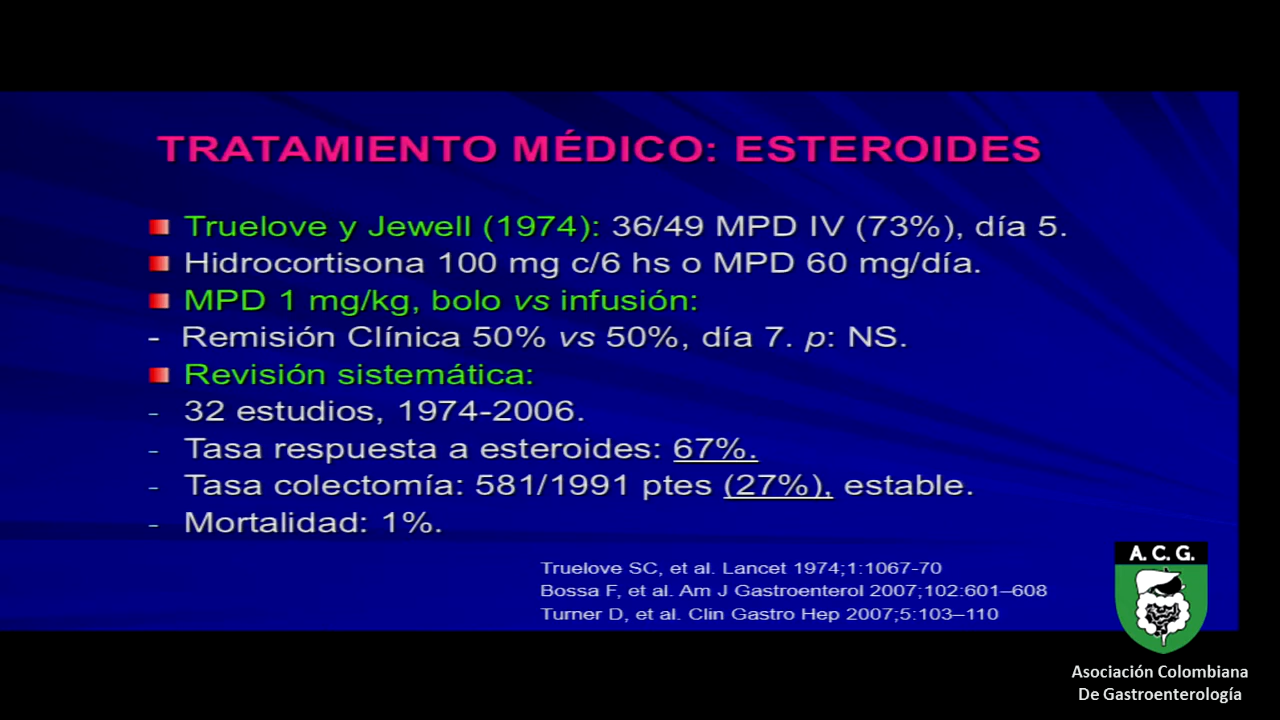 TRATAMIENTO MÉDICO: ESTEROIDES
Truelove y Jewell (1974): 36/49 MPD IV (73%), día 5.
Hidrocortisona 100 mg c/6 hs o MPD 60 mg/día.
MPD 1 mg/kg, bolo vs infusión:
- Remisión Clínica 50% vs 50%, día 7. p: NS.
Revisión sistemática:
- 32 estudios, 1974-2006.
- Tasa respuesta a esteroides: 67%.
- Tasa colectomía: 581/1991 ptes (27%), estable.
- Mortalidad: 1%.
Truelove SC, et al. Lancet 1974;1:1067-70
Bossa F, et al. Am J Gastroenterol 2007;102:601–608
Turner D, et al. Clin Gastro Hep 2007;5:103–110
A. C. G.
Asociación Colombiana
De Gastroenterología